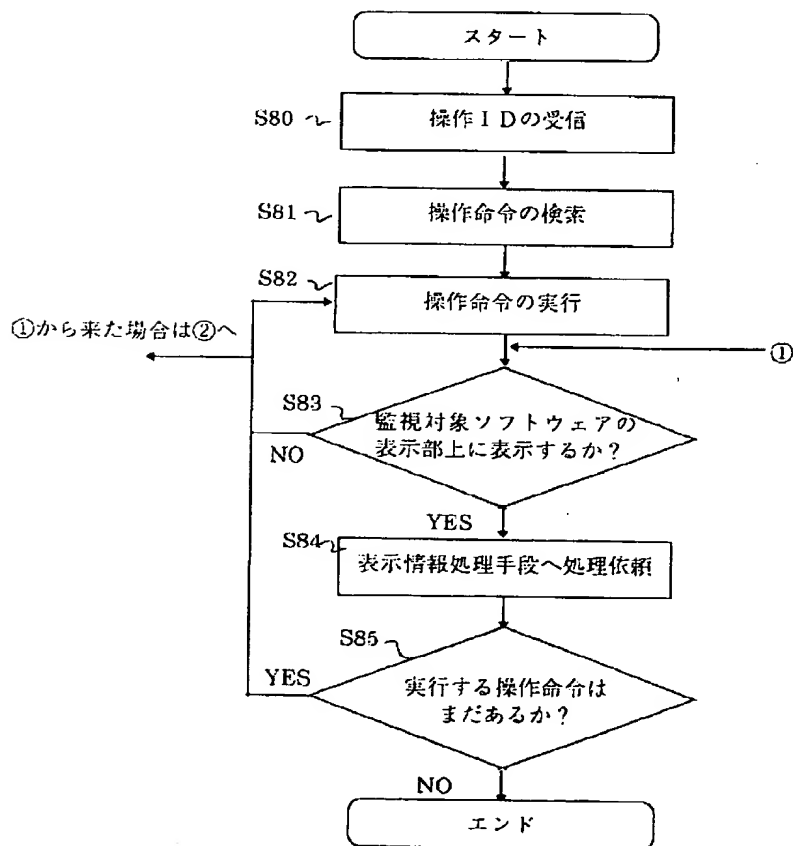 スタート
S80
操作IDの受信
S81
操作命令の検索
S82
操作命令の実行
①から来た場合は②へ
①
S83
監視対象ソフトウェアの
表示部上に表示するか?
NO
YES
S84
表示情報処理手段へ処理依頼
S85
YES
実行する操作命令は
まだあるか?
NO
エンド